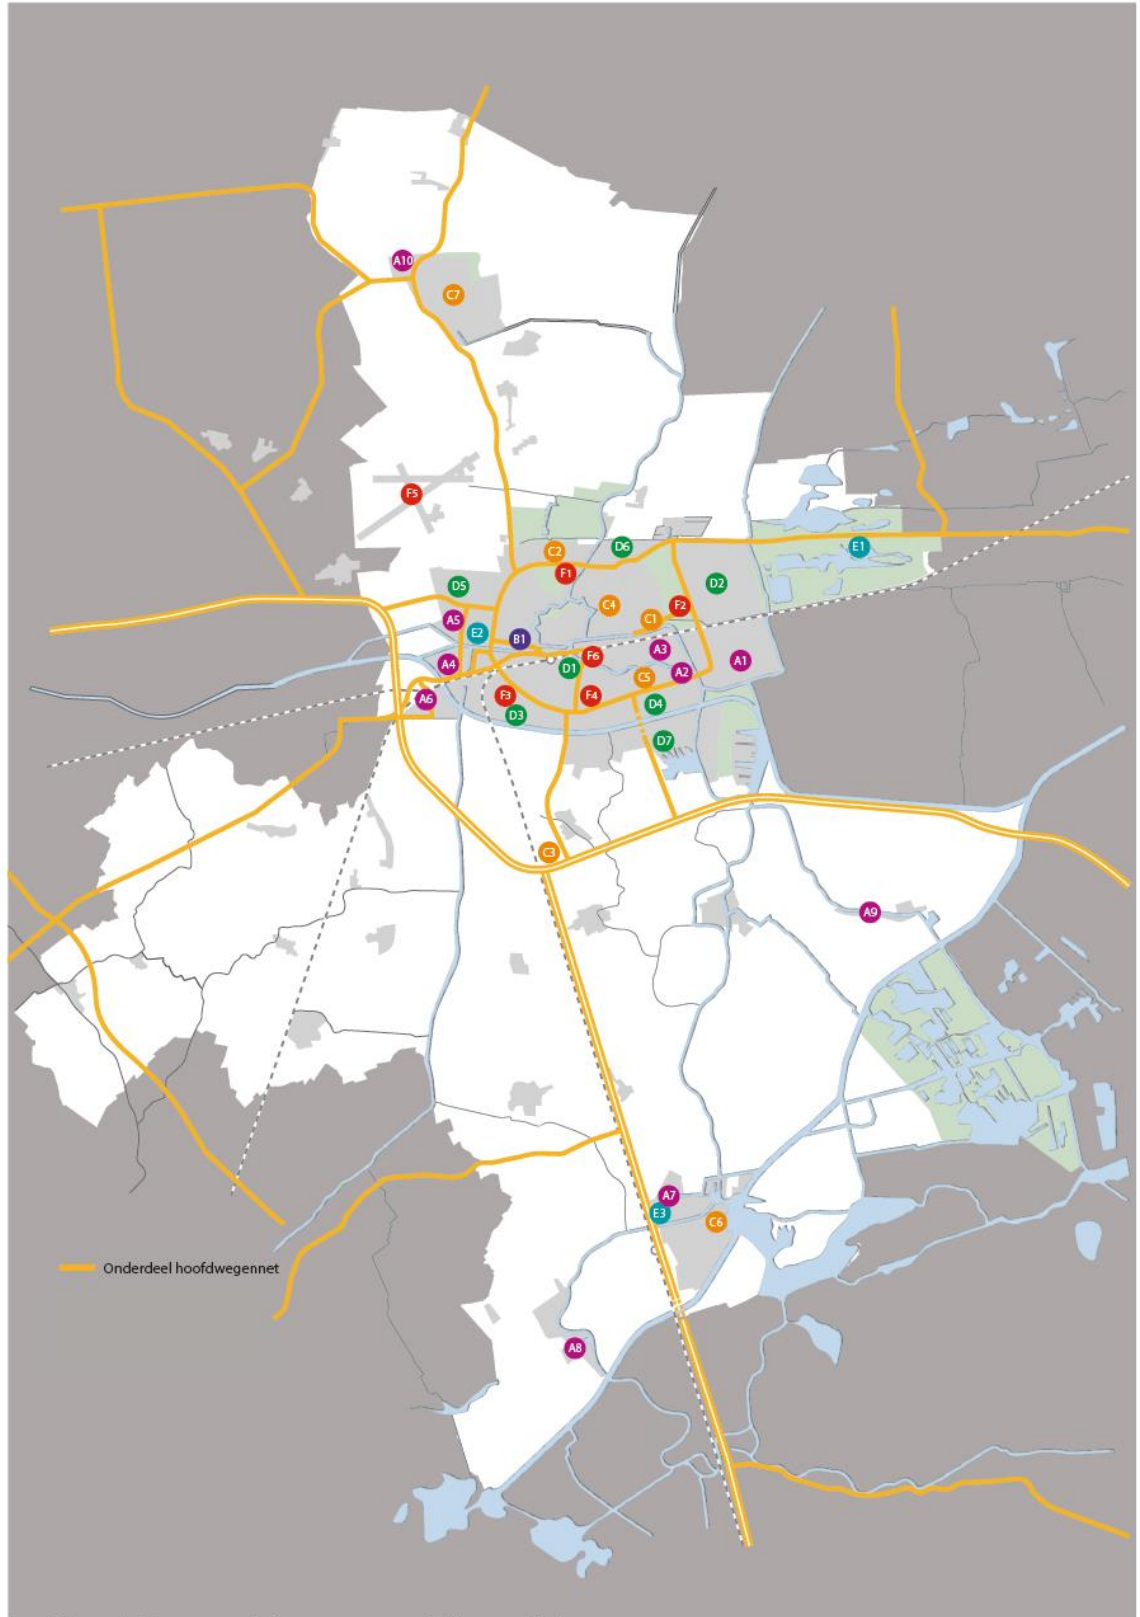 A10
C7
F5
C2
D6
E1
F1
D5
D2
C4
F2
A5
C1
E2
B1
A3
F6
A1
A4
D1
A2
C5
A6
F3
F4
D4
D3
D7
C3
A9
A7
E3
C6
Onderdeel hoofdwegennet
A8